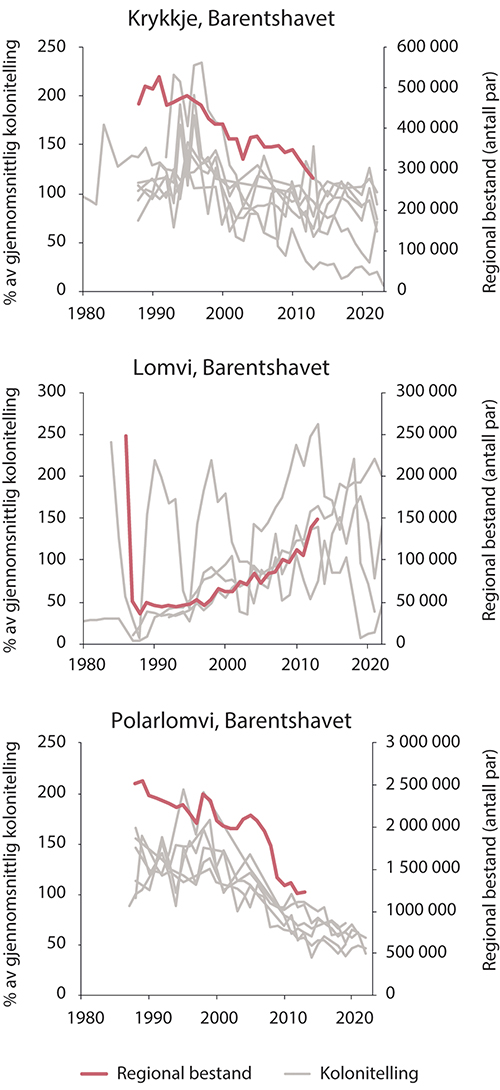 Krykkje, Barentshavet
% av gjennomsnittlig kolonitelling
250
200
150
100
50
0
600 000
500 000
400 000
300 000
200 000
100 000
0
Regional bestand (antall par)
1980 1990 2000 2010 2020
Lomvi, Barentshavet
% av gjennomsnittlig kolonitelling
300
250
200
150
100
50
0
300 000
250 000
200 000
150 000
100 000
50 000
0
Regional bestand (antall par)
1980 1990 2000 2010 2020
Polarlomvi, Barentshavet
% av gjennomsnittlig kolonitelling
250
200
150
100
50
0
3 000 000
2 500 000
2 000 000
1 500 000
1 000 000
500 000
0
Regional bestand (antall par)
1980 1990 2000 2010 2020
Regional bestand Kolonitelling